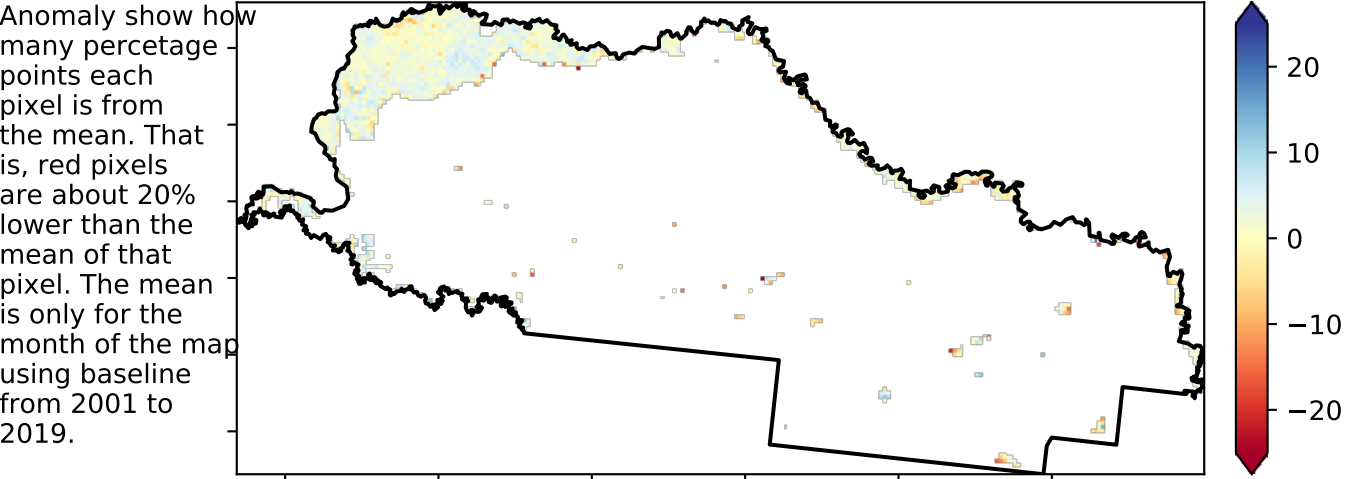 Anomaly show how
many percetage
points each
pixel is from
the mean. That
is, red pixels
are about 20%
lower than the
mean of that
pixel. The mean
is only for the
month of the map
using baseline
from 2001 to
2019.
20
10
0
−10
−20